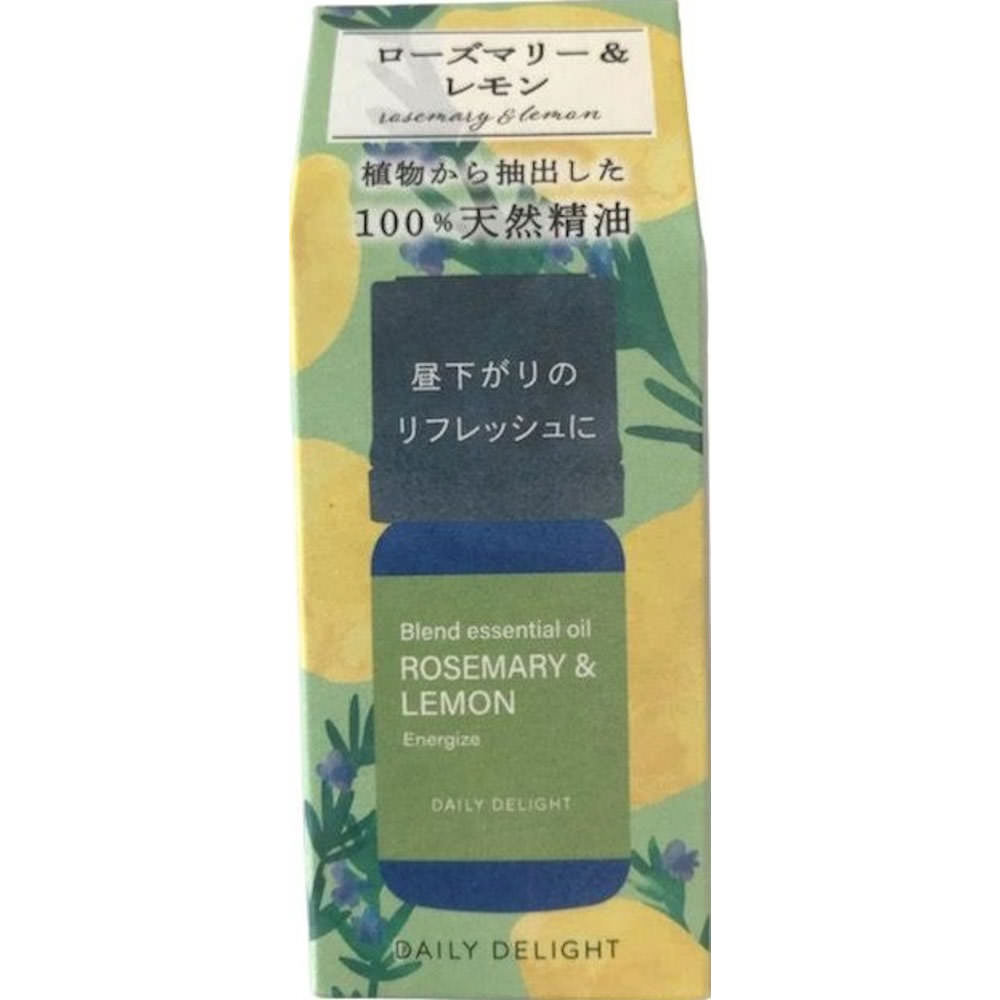 ローズマリー&
レモン
rosemary & lemon
植物から抽出した
100%天然精油
昼下がりの
リフレッシュに
Blend essential oil
ROSEMARY &
LEMON
Energize
DAILY DELIGHT
DAILY DELIGHT